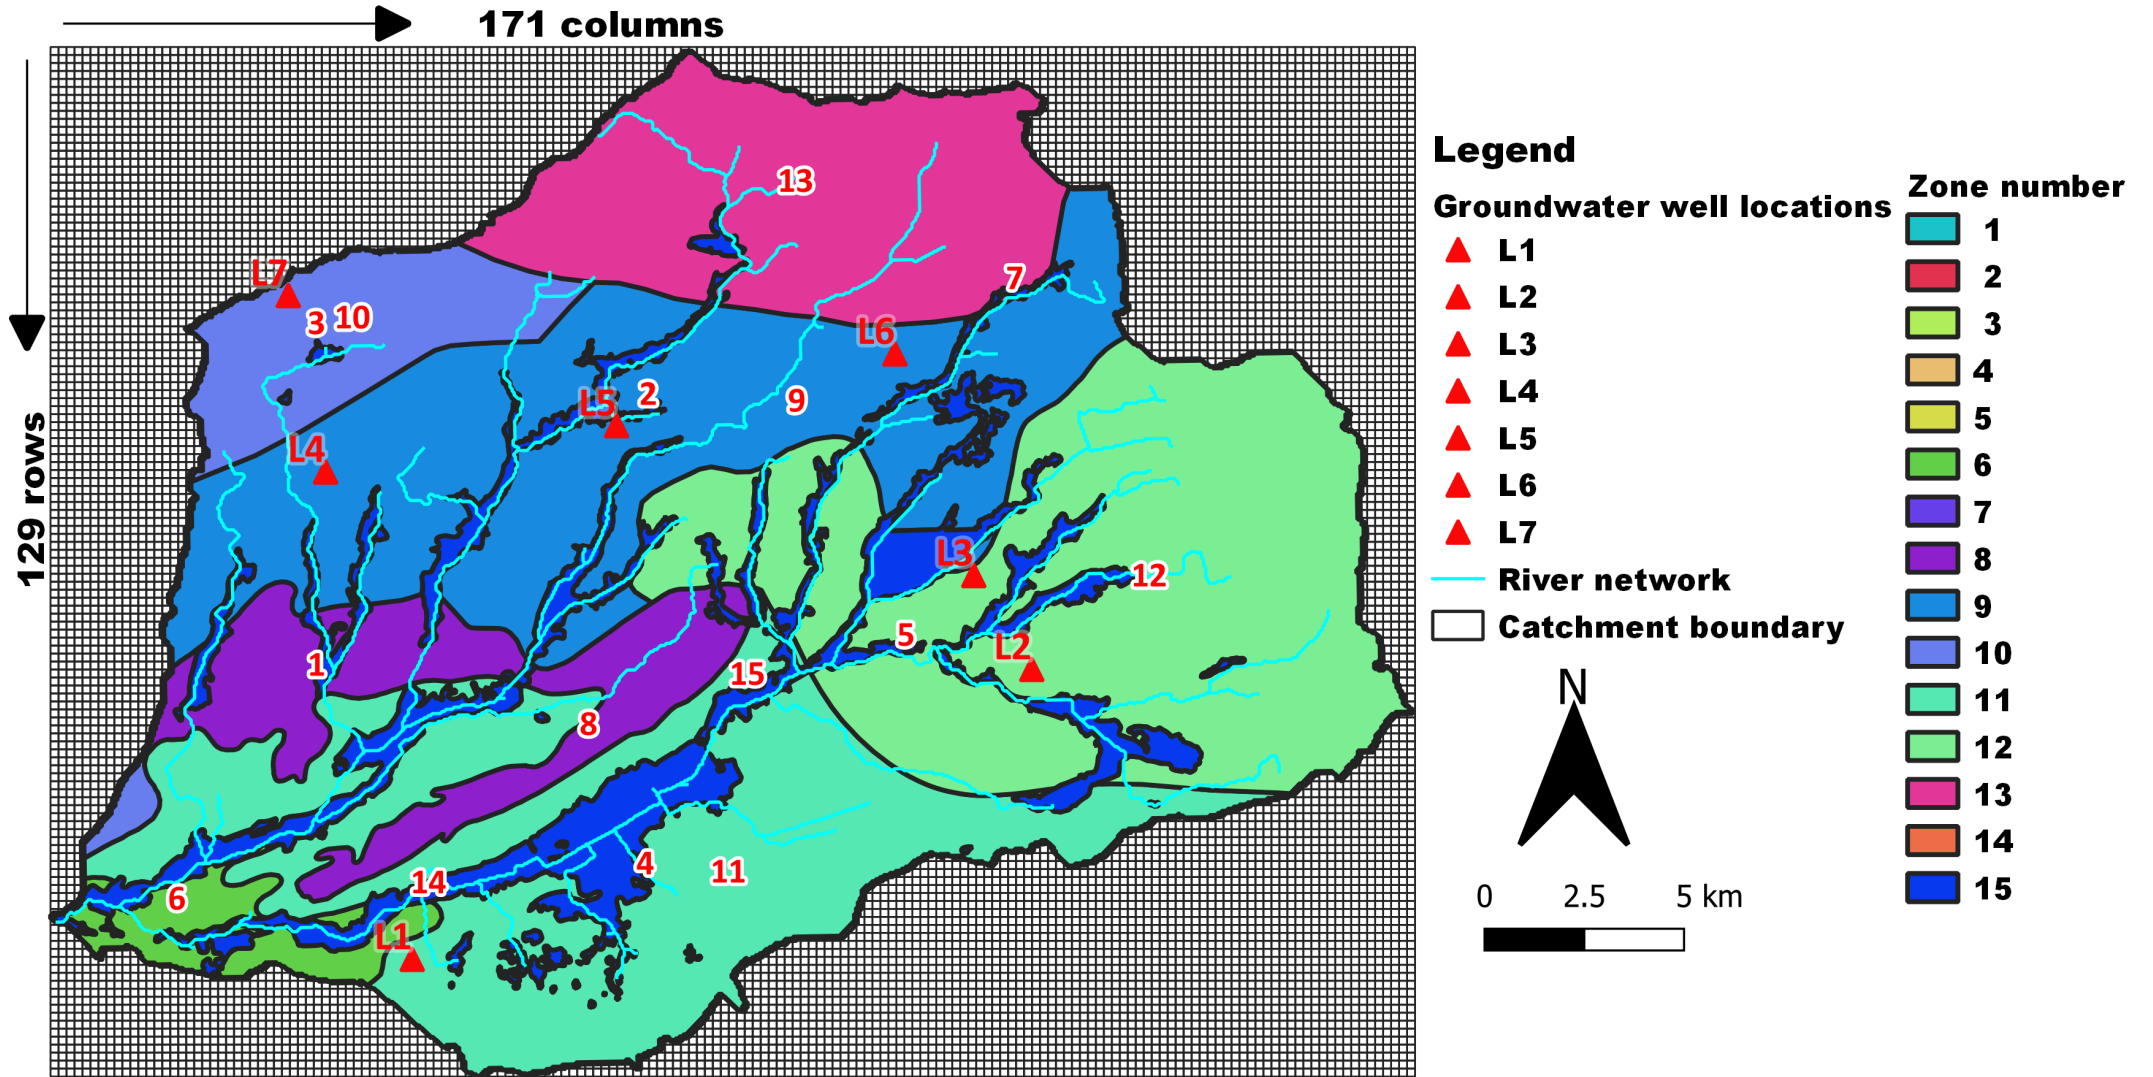 171 columns
129 rows
13
L7
3 10
7
L6
L5
2
9
L4
L3
12
5
L2
1
15
8
4
11
14
6
L1
Legend
Groundwater well locations
L1
L2
L3
L4
L5
L6
L7
River network
Catchment boundary
N
0 2.5 5 km
Zone number
1
2
3
4
5
6
7
8
9
10
11
12
13
14
15